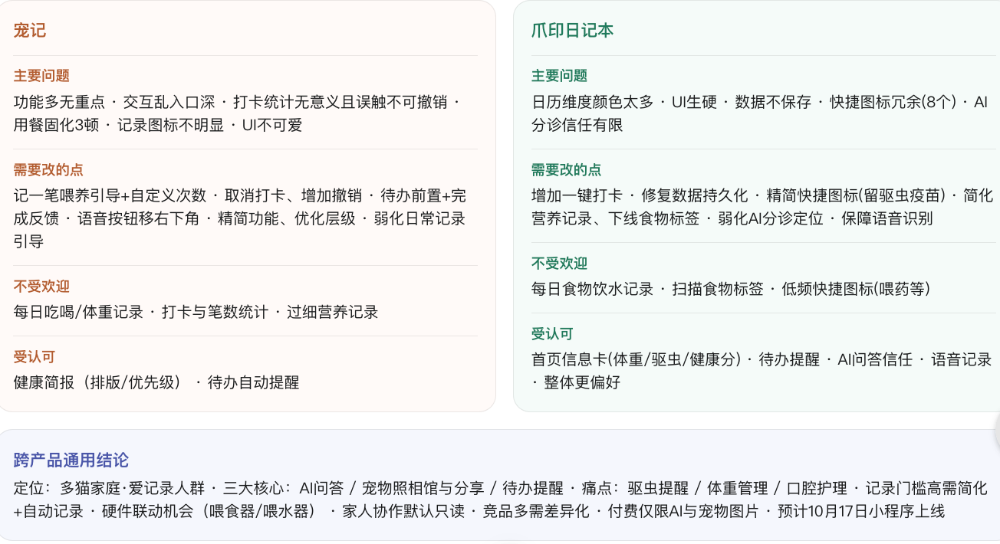 宠记
主要问题
功能多无重点 · 交互乱入口深 · 打卡统计无意义且误触不可撤销 ·
用餐固化3顿 · 记录图标不明显 · UI不可爱
需要改的点
记一笔喂养引导+自定义次数 · 取消打卡、增加撤销 · 待办前置+完
成反馈 · 语音按钮移右下角 · 精简功能、优化层级 · 弱化日常记录
引导
不受欢迎
每日吃喝/体重记录 · 打卡与笔数统计 · 过细营养记录
受认可
健康简报（排版/优先级） · 待办自动提醒
爪印日记本
主要问题
日历维度颜色太多 · UI生硬 · 数据不保存 · 快捷图标冗余(8个) · AI
分诊信任有限
需要改的点
增加一键打卡 · 修复数据持久化 · 精简快捷图标(留驱虫疫苗) · 简化
营养记录、下线食物标签 · 弱化AI分诊定位 · 保障语音识别
不受欢迎
每日食物饮水记录 · 扫描食物标签 · 低频快捷图标(喂药等)
受认可
首页信息卡(体重/驱虫/健康分) · 待办提醒 · AI问答信任 · 语音记录
· 整体更偏好
跨产品通用结论
定位：多猫家庭·爱记录人群 · 三大核心：AI问答 / 宠物照相馆与分享 / 待办提醒 · 痛点：驱虫提醒 / 体重管理 / 口腔护理 · 记录门槛高需简化
+自动记录 · 硬件联动机会（喂食器/喂水器） · 家人协作默认只读 · 竞品多需差异化 · 付费仅限AI与宠物图片 · 预计10月17日小程序上线